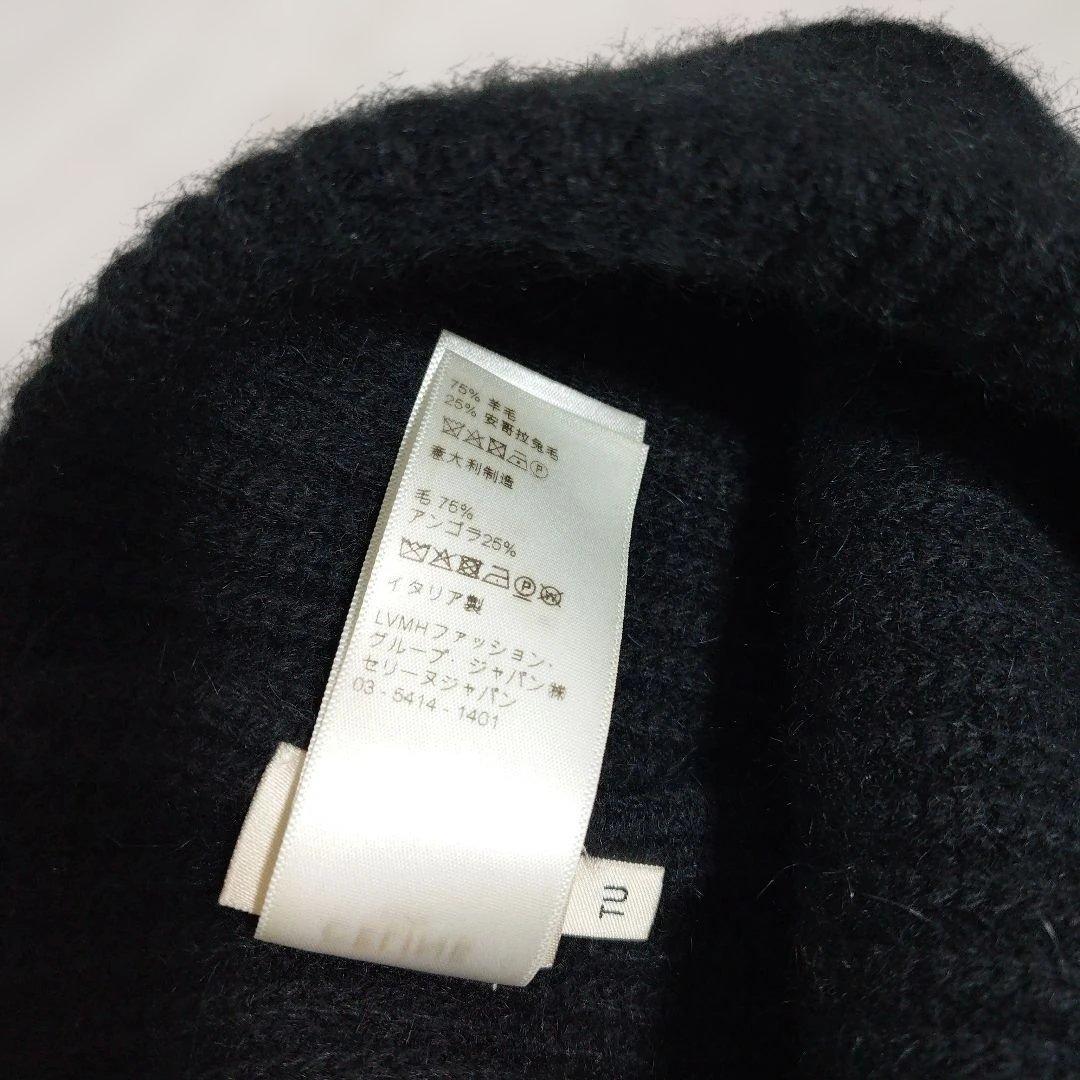 75% 羊毛
25% 安哥拉兔毛
意大利制造
毛 75%
アンゴラ25%
イタリア製
LVMHファッション・
グループ・ジャパン㈱
セリーヌジャパン
03 - 5414 - 1401
TU